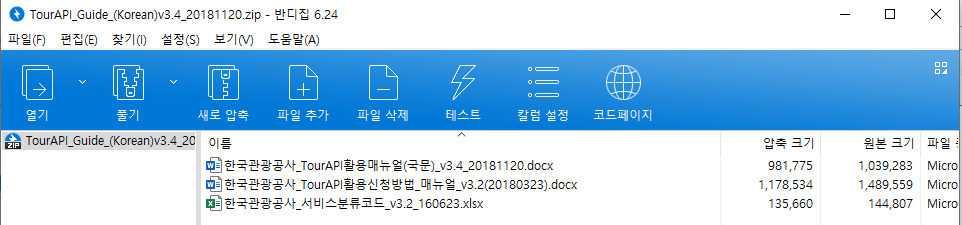 TourAPI_Guide_(Korean)v3.4_20181120.zip - 반디집 6.24
파일(F) 편집(E) 찾기(I) 설정(S) 보기(V) 도움말(A)
열기 풀기 새로 압축 파일 추가 파일 삭제 테스트 칼럼 설정 코드페이지
ZIP TourAPI_Guide_(Korean)v3.4_20
이름 압축 크기 원본 크기 파일
한국관광공사_TourAPI활용매뉴얼(국문)_v3.4_20181120.docx 981,775 1,039,283 Micro
한국관광공사_TourAPI활용신청방법_매뉴얼_v3.2(20180323).docx 1,178,534 1,489,559 Micro
한국관광공사_서비스분류코드_v3.2_160623.xlsx 135,660 144,807 Micro